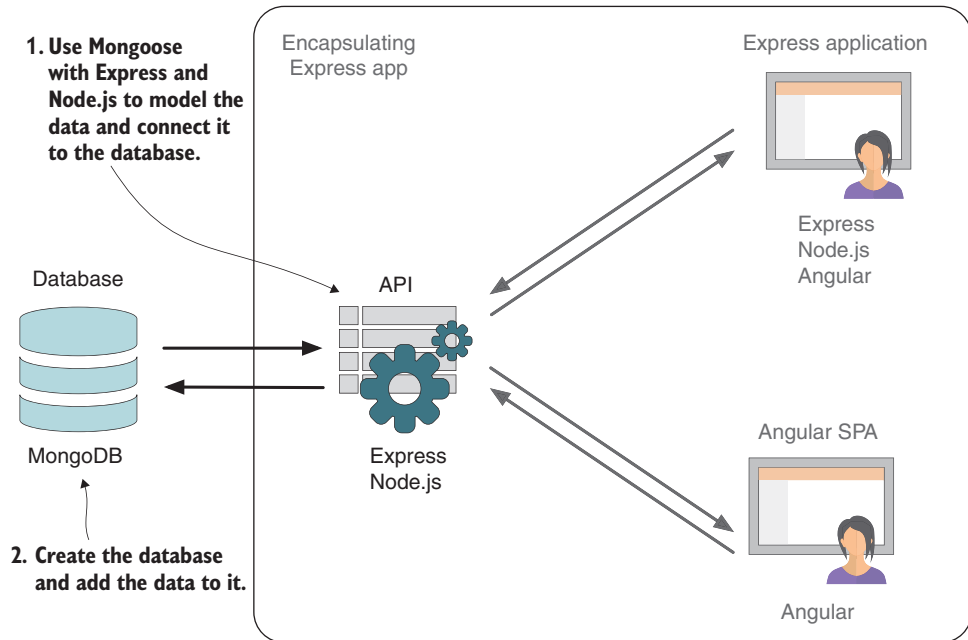 1. Use Mongoose
with Express and
Node.js to model the
data and connect it
to the database.
Encapsulating
Express app
Express application
Express
Node.js
Angular
Database
MongoDB
API
Express
Node.js
Angular SPA
Angular
2. Create the database
and add the data to it.